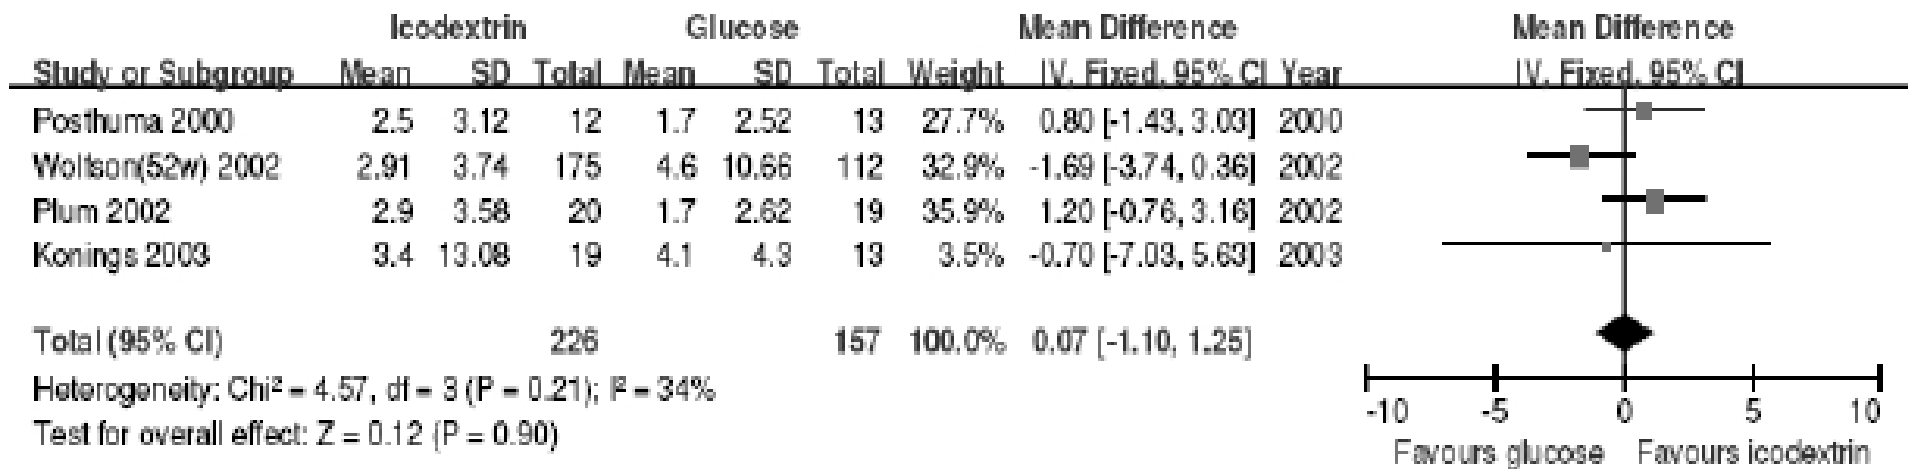 Icodextrin Glucose Mean Difference Mean Difference
Study or Subgroup Mean SD Total Mean SD Total Weight IV. Fixed. 95% CI Year IV. Fixed. 95% CI
Posthuma 2000 2.5 3.12 12 1.7 2.52 13 27.7% 0.80 [-1.43, 3.03] 2000
Wolfson(52w) 2002 2.91 3.74 175 4.6 10.66 112 32.9% -1.69 [-3.74, 0.36] 2002
Plum 2002 2.9 3.58 20 1.7 2.62 19 35.9% 1.20 [-0.76, 3.16] 2002
Konings 2003 3.4 13.08 19 4.1 4.3 13 3.5% -0.70 [-7.03, 5.63] 2003
Total (95% CI) 226 157 100.0% 0.07 [-1.10, 1.25]
Heterogeneity: Chi² = 4.57, df = 3 (P = 0.21); I² = 34%
Test for overall effect: Z = 0.12 (P = 0.90)
-10 -5 0 5 10
Favours glucose Favours icodextrin